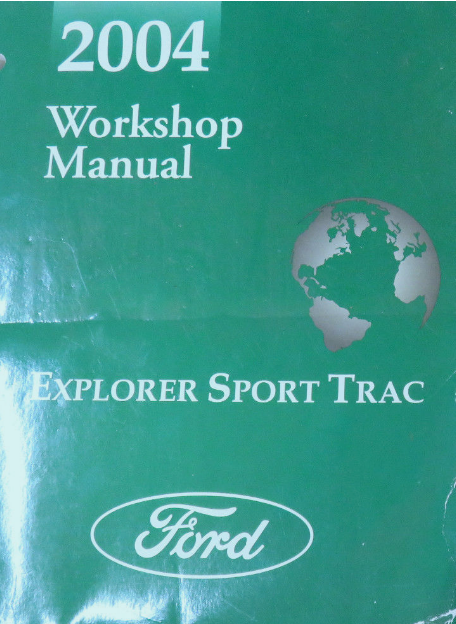 2004
Workshop
Manual
EXPLORER SPORT TRAC
Ford